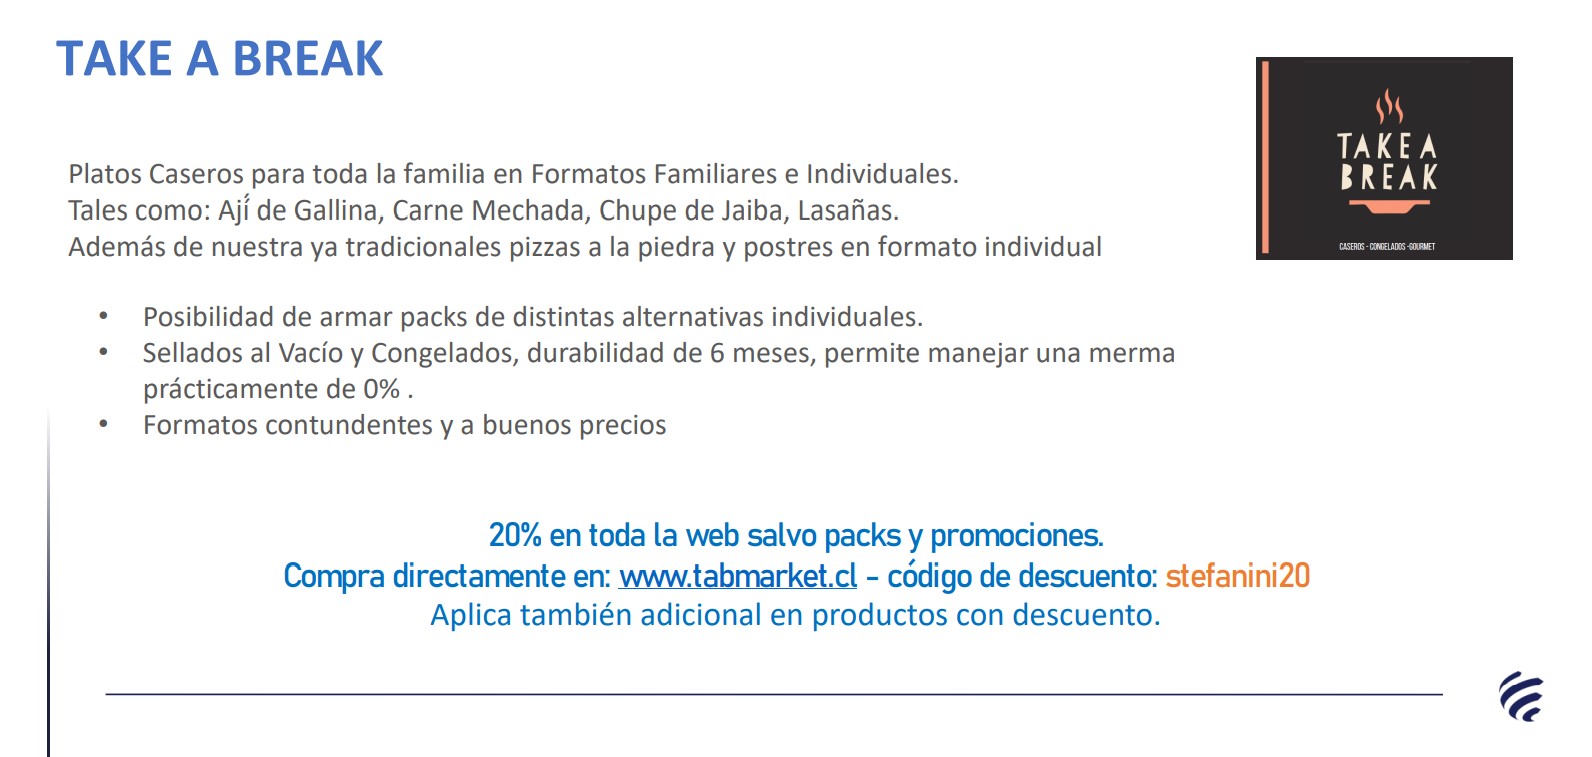 TAKE A BREAK
TAKE A
BREAK
CASEROS - CONGELADOS -GOURMET
Platos Caseros para toda la familia en Formatos Familiares e Individuales.
Tales como: Ají́ de Gallina, Carne Mechada, Chupe de Jaiba, Lasañas.
Además de nuestra ya tradicionales pizzas a la piedra y postres en formato individual
• Posibilidad de armar packs de distintas alternativas individuales.
• Sellados al Vacío y Congelados, durabilidad de 6 meses, permite manejar una merma
prácticamente de 0% .
• Formatos contundentes y a buenos precios
20% en toda la web salvo packs y promociones.
Compra directamente en: www.tabmarket.cl - código de descuento: stefanini20
Aplica también adicional en productos con descuento.